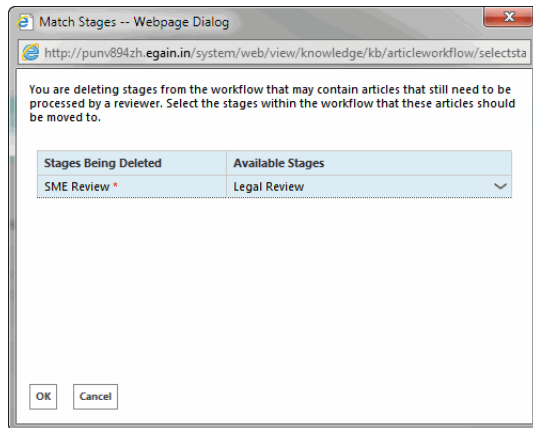 Match Stages -- Webpage Dialog
x
http://punv894zh.egain.in/system/web/view/knowledge/kb/articleworkflow/selectsta
You are deleting stages from the workflow that may contain articles that still need to be
processed by a reviewer. Select the stages within the workflow that these articles should
be moved to.
Stages Being Deleted Available Stages
SME Review * Legal Review
OK Cancel